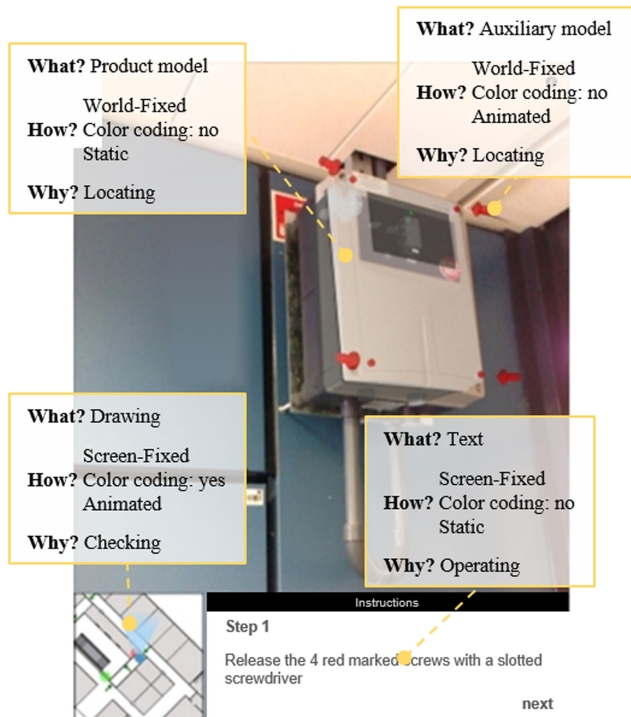 What? Product model
World-Fixed
How? Color coding: no
Static
Why? Locating
What? Auxiliary model
World-Fixed
How? Color coding: no
Animated
Why? Locating
What? Drawing
Screen-Fixed
How? Color coding: yes
Animated
Why? Checking
What? Text
Screen-Fixed
How? Color coding: no
Static
Why? Operating
Instructions
Step 1
Release the 4 red marked screws with a slotted
screwdriver
next